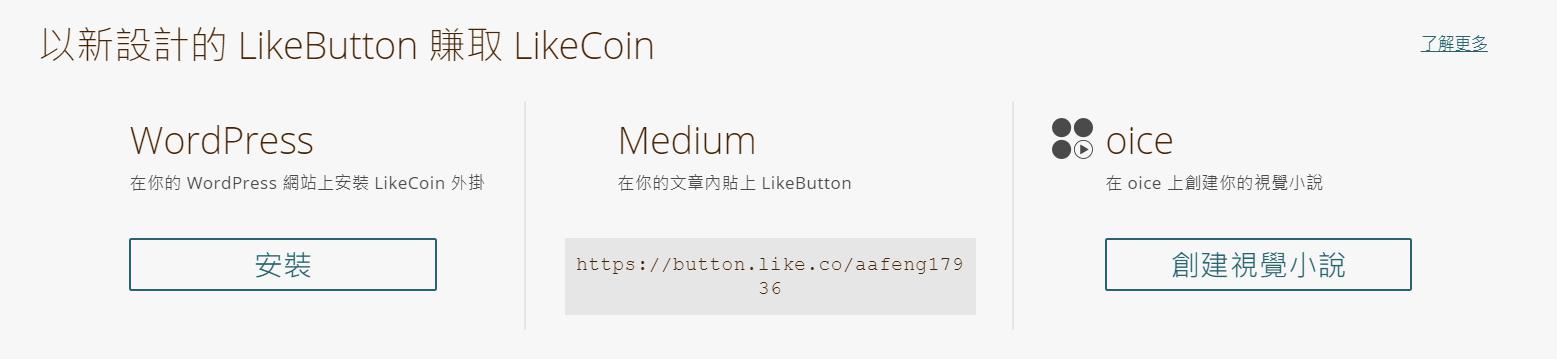 以新設計的 LikeButton 賺取 LikeCoin
了解更多
WordPress
在你的 WordPress 網站上安裝 LikeCoin 外掛
安裝
Medium
在你的文章內貼上 LikeButton
https://button.like.co/aafeng179
36
oice
在 oice 上創建你的視覺小說
創建視覺小說